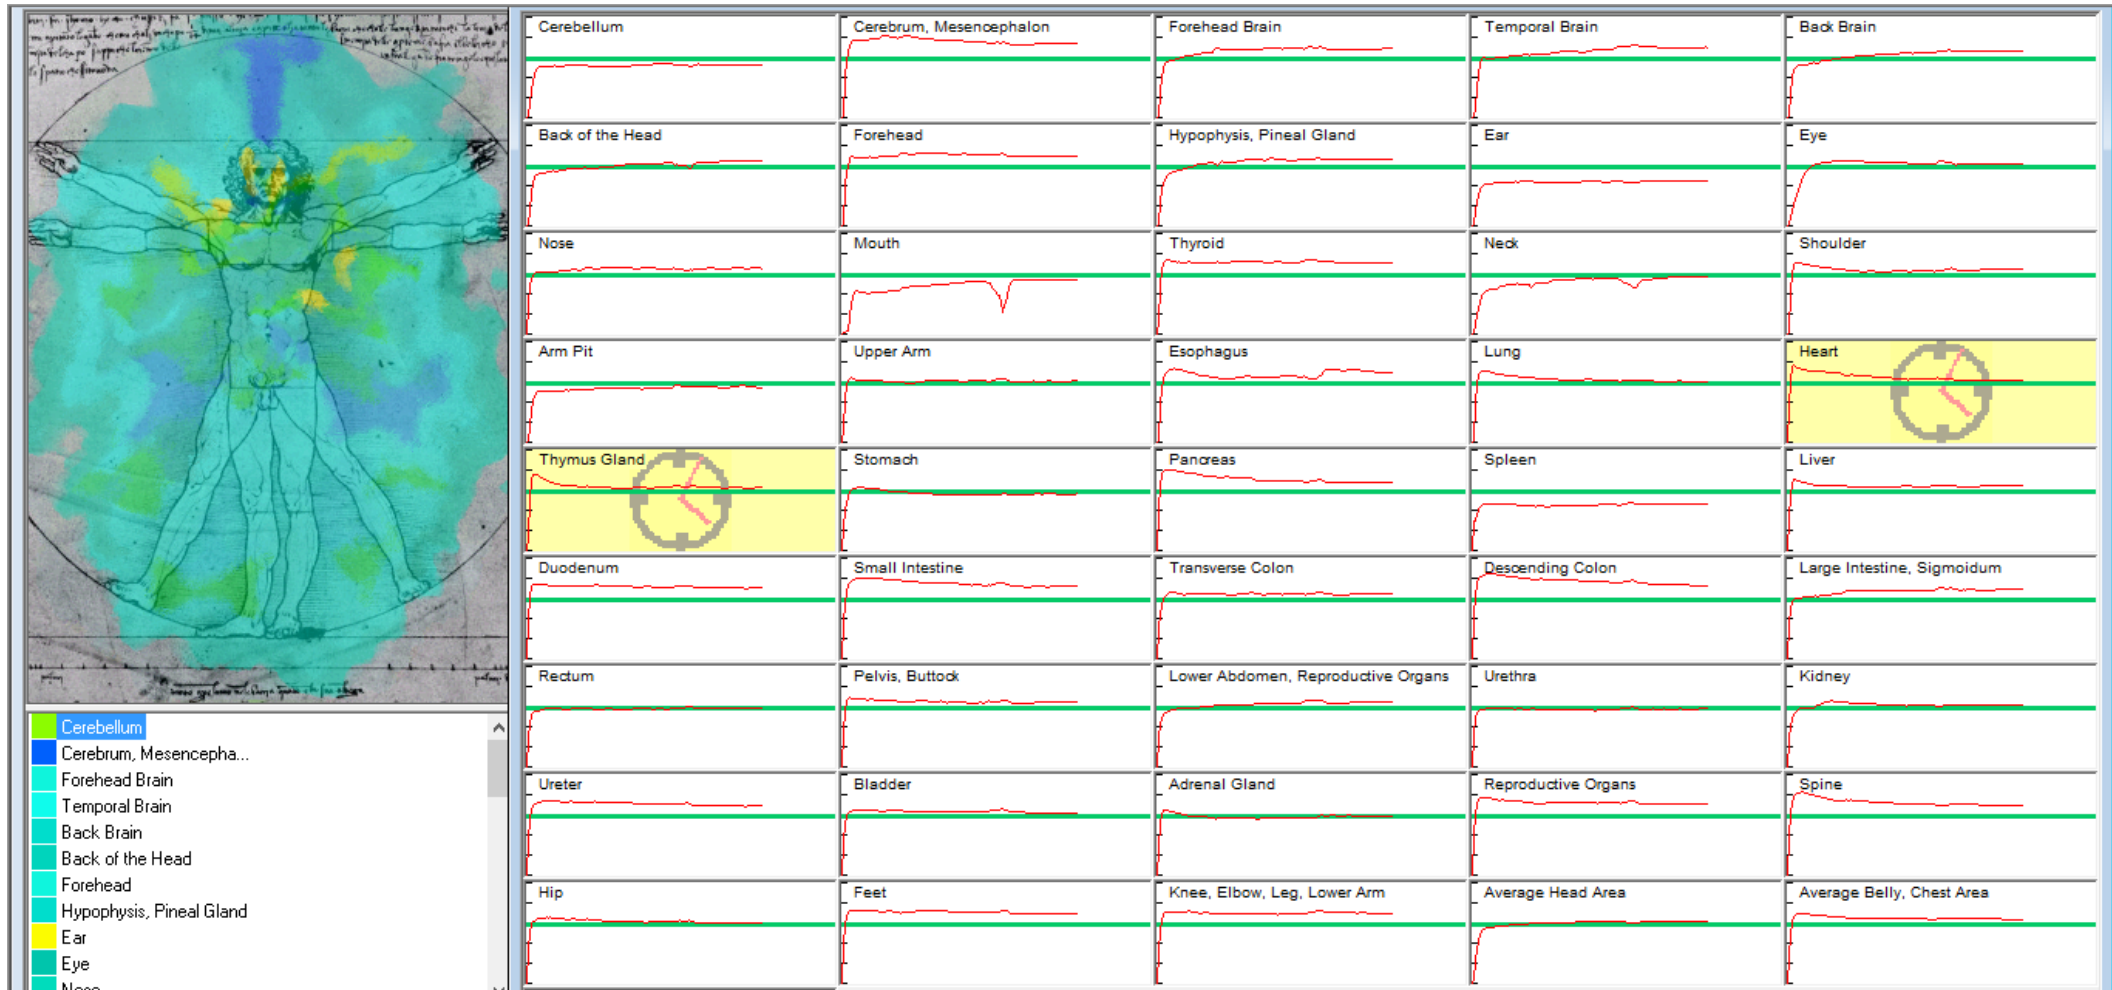 Cerebellum
Cerebrum, Mesencephalon
Forehead Brain
Temporal Brain
Back Brain
Back of the Head
Forehead
Hypophysis, Pineal Gland
Ear
Eye
Nose
Mouth
Thyroid
Neck
Shoulder
Arm Pit
Upper Arm
Esophagus
Lung
Heart
Thymus Gland
Stomach
Pancreas
Spleen
Liver
Duodenum
Small Intestine
Transverse Colon
Descending Colon
Large Intestine, Sigmoidum
Rectum
Pelvis, Buttock
Lower Abdomen, Reproductive Organs
Urethra
Kidney
Ureter
Bladder
Adrenal Gland
Reproductive Organs
Spine
Hip
Feet
Knee, Elbow, Leg, Lower Arm
Average Head Area
Average Belly, Chest Area
Cerebellum
Cerebrum, Mesencepha...
Forehead Brain
Temporal Brain
Back Brain
Back of the Head
Forehead
Hypophysis, Pineal Gland
Ear
Eye
Nose